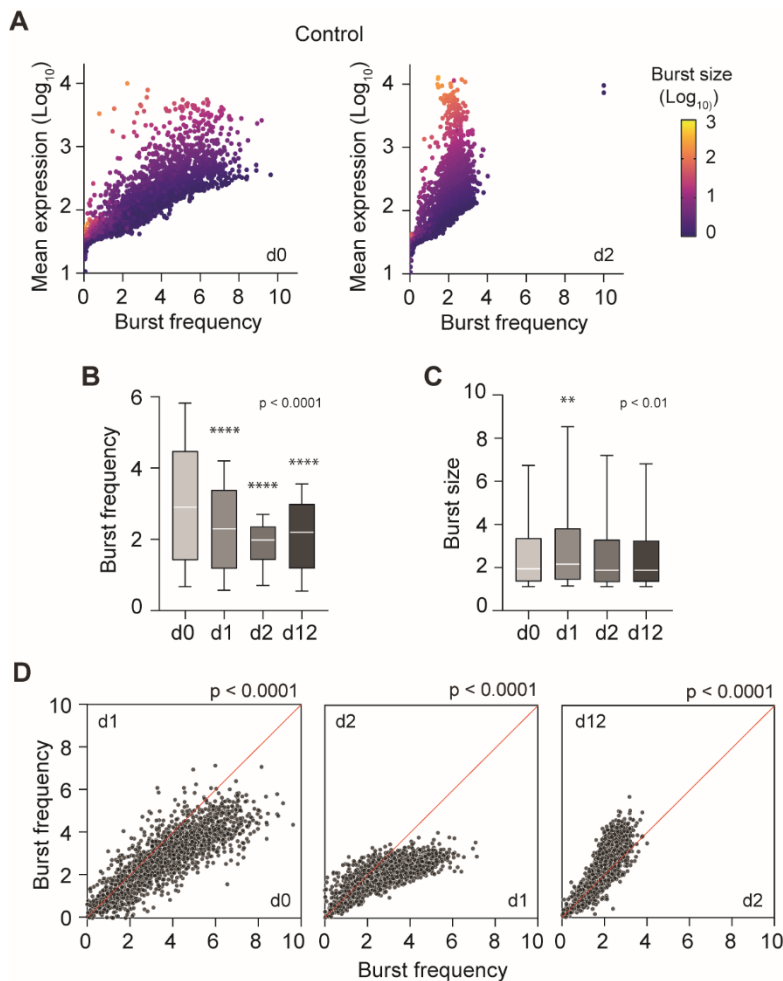 A
Control
Mean expression (Log10)
4
3
2
1
0 2 4 6 8 10
d0
Burst frequency
Mean expression (Log10)
4
3
2
1
0 2 4 6 8 10
d2
Burst frequency
Burst size
(Log10)
3
2
1
0
B
Burst frequency
6
4
2
0
p < 0.0001
****
****
****
d0 d1 d2 d12
C
Burst size
10
8
6
4
2
0
**
p < 0.01
d0 d1 d2 d12
D
Burst frequency
p < 0.0001
10
8
6
4
2
0
d1
d0
0 2 4 6 8 10
p < 0.0001
d2
d1
0 2 4 6 8 10
p < 0.0001
d12
d2
0 2 4 6 8 10
Burst frequency